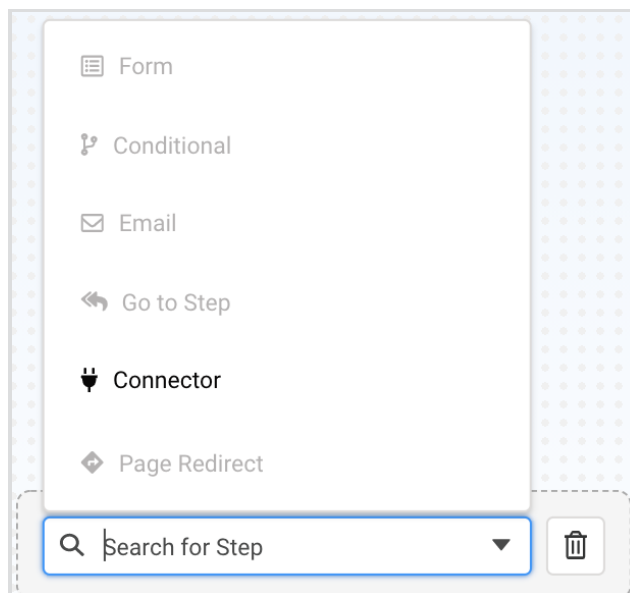 Form
Conditional
Email
Go to Step
Connector
Page Redirect
Search for Step